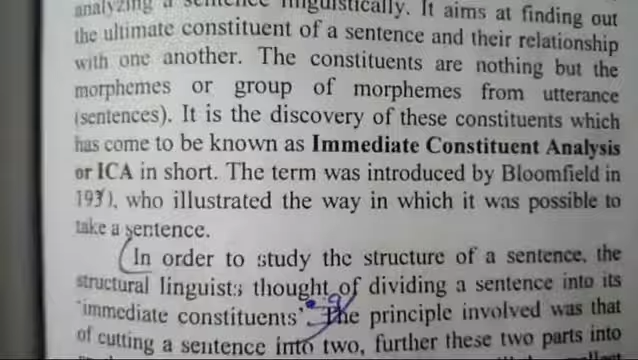 analyzing a sentence linguistically. It aims at finding out
the ultimate constituent of a sentence and their relationship
with one another. The constituents are nothing but the
morphemes or group of morphemes from utterance
(sentences). It is the discovery of these constituents which
has come to be known as Immediate Constituent Analysis
or ICA in short. The term was introduced by Bloomfield in
who illustrated the way in which it was possible to
take a sentence.
In order to study the structure of a sentence, the
structural linguists thought of dividing a sentence into its
'immediate constituents' The principle involved was that
of cutting a sentence into two, further these two parts into